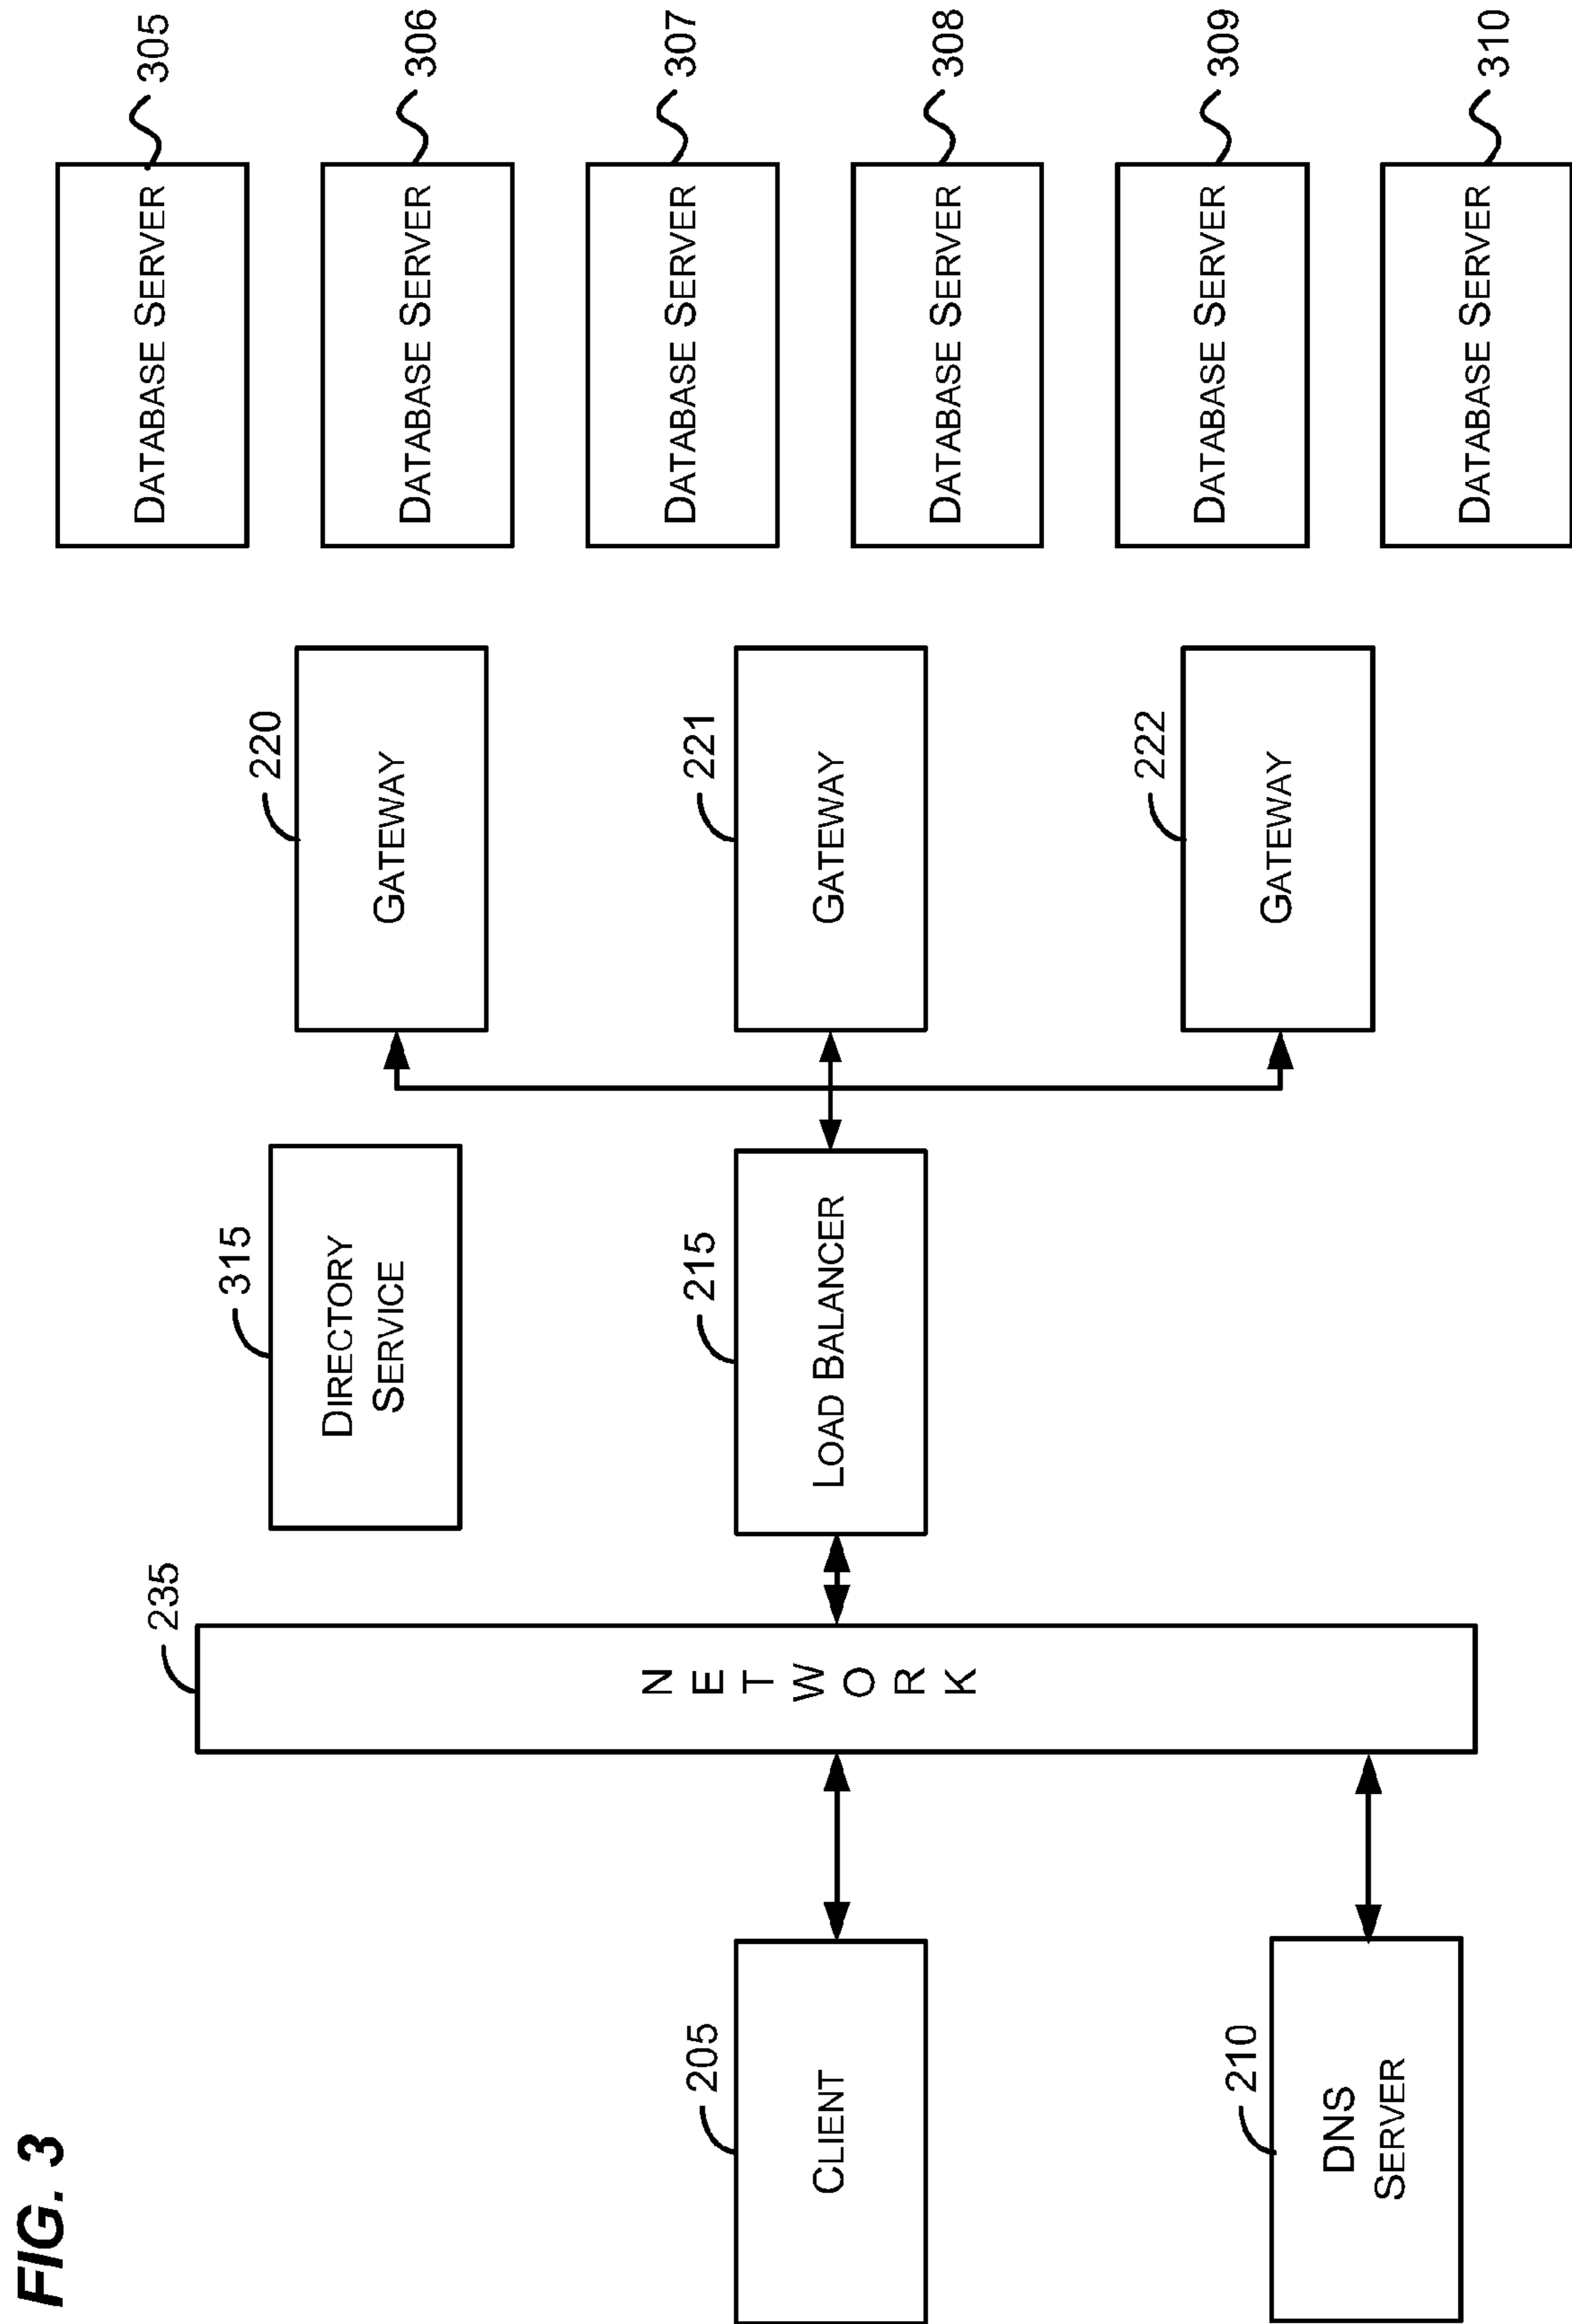 FIG. 3
CLIENT
205
DNS
SERVER
210
N
E
T
W
O
R
K
235
DIRECTORY
SERVICE
315
LOAD BALANCER
215
GATEWAY
220
GATEWAY
221
GATEWAY
222
DATABASE SERVER
305
DATABASE SERVER
306
DATABASE SERVER
307
DATABASE SERVER
308
DATABASE SERVER
309
DATABASE SERVER
310